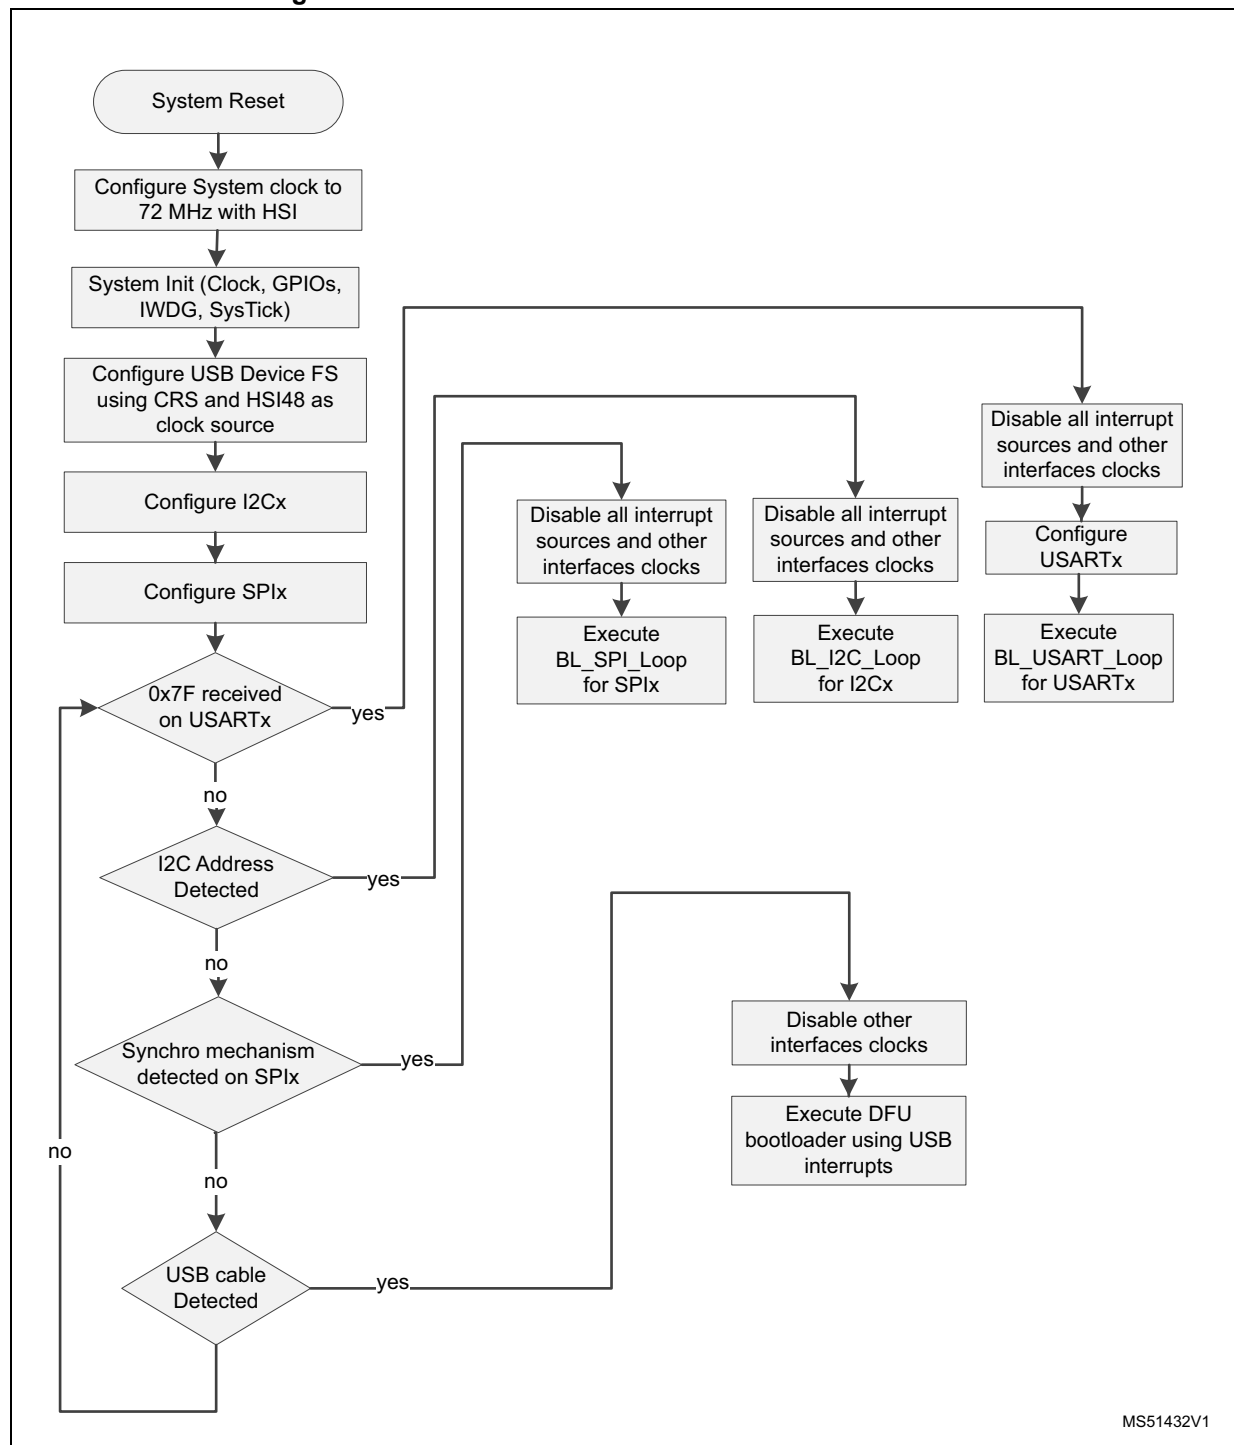 System Reset
Configure System clock to
72 MHz with HSI
System Init (Clock, GPIOs,
IWDG, SysTick)
Configure USB Device FS
using CRS and HSI48 as
clock source
Configure I2Cx
Configure SPIx
0x7F received
on USARTx
yes
no
I2C Address
Detected
yes
no
Synchro mechanism
detected on SPIx
yes
no
USB cable
Detected
yes
no
Disable all interrupt
sources and other
interfaces clocks
Execute
BL_SPI_Loop
for SPIx
Disable all interrupt
sources and other
interfaces clocks
Execute
BL_I2C_Loop
for I2Cx
Disable all interrupt
sources and other
interfaces clocks
Configure
USARTx
Execute
BL_USART_Loop
for USARTx
Disable other
interfaces clocks
Execute DFU
bootloader using USB
interrupts
MS51432V1